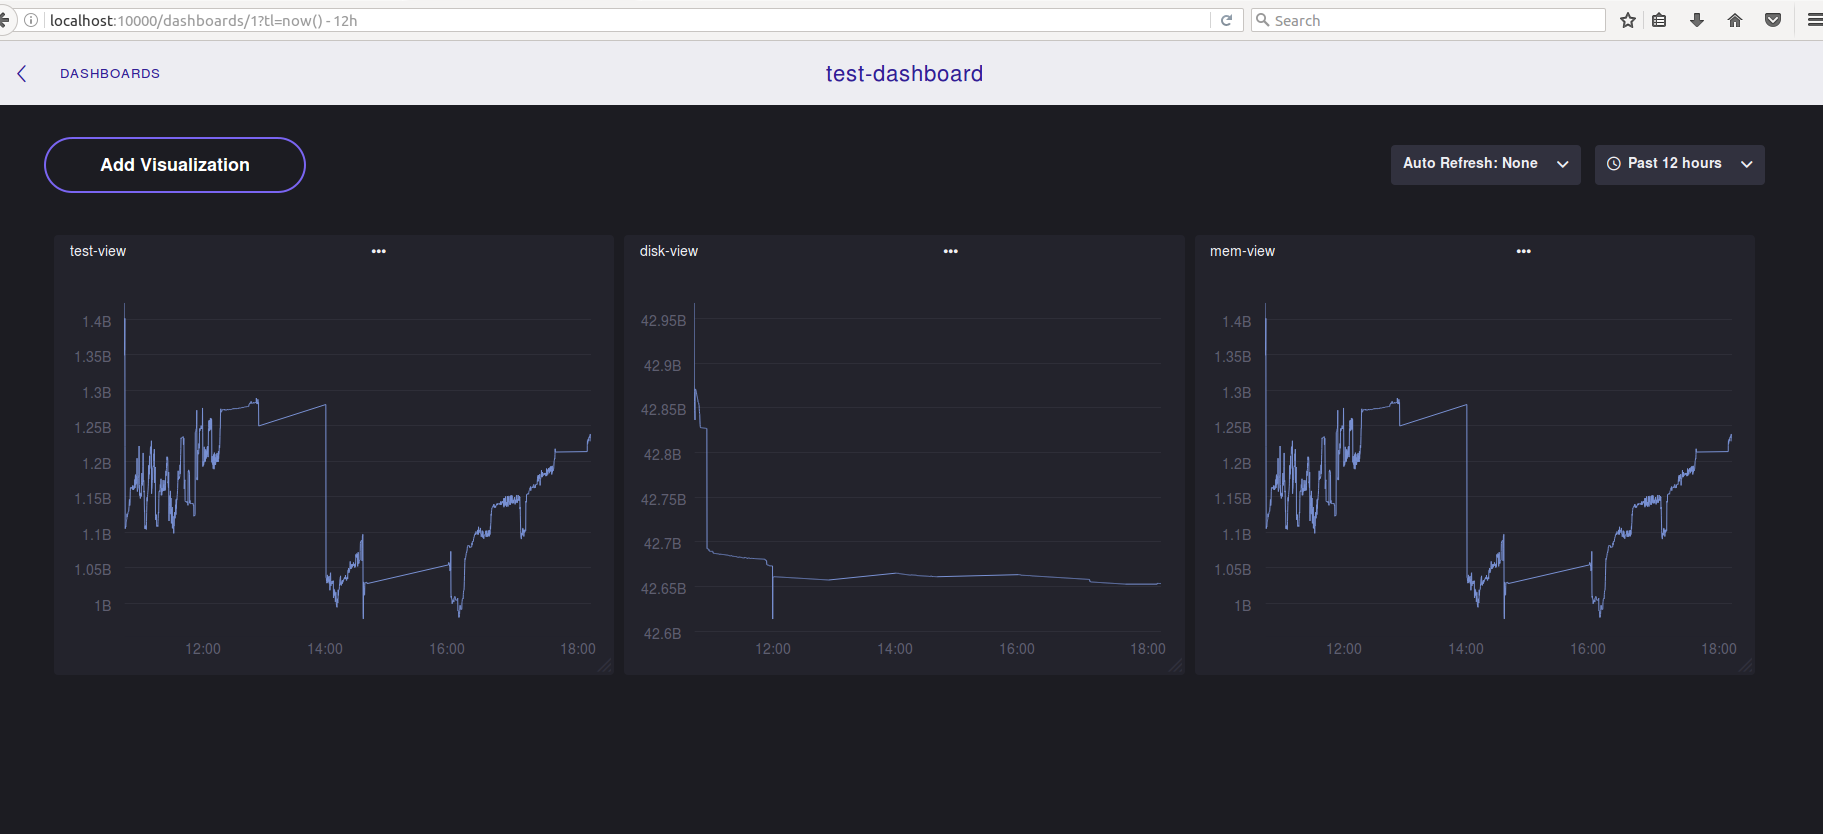 localhost:10000/dashboards/1?tl=now() - 12h
Search
DASHBOARDS
test-dashboard
Add Visualization
Auto Refresh: None
Past 12 hours
test-view
•••
1.4B
1.35B
1.3B
1.25B
1.2B
1.15B
1.1B
1.05B
1B
12:00 14:00 16:00 18:00
disk-view
•••
42.95B
42.9B
42.85B
42.8B
42.75B
42.7B
42.65B
42.6B
12:00 14:00 16:00 18:00
mem-view
•••
1.4B
1.35B
1.3B
1.25B
1.2B
1.15B
1.1B
1.05B
1B
12:00 14:00 16:00 18:00